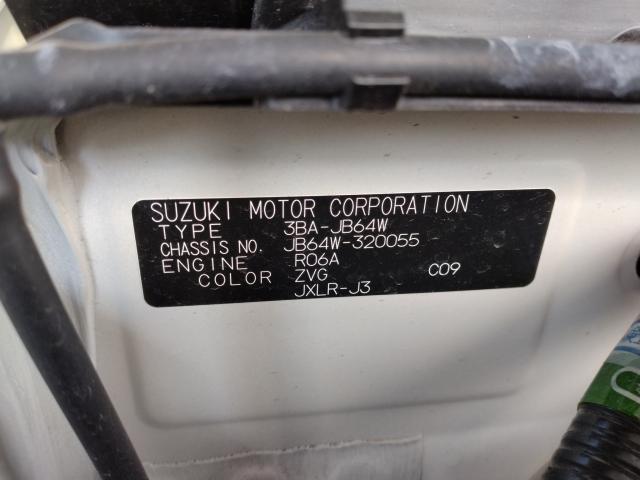 SUZUKI MOTOR CORPORATION
TYPE 3BA-JB64W
CHASSIS NO. JB64W-320055
ENGINE R06A
COLOR ZVG C09
JXLR-J3